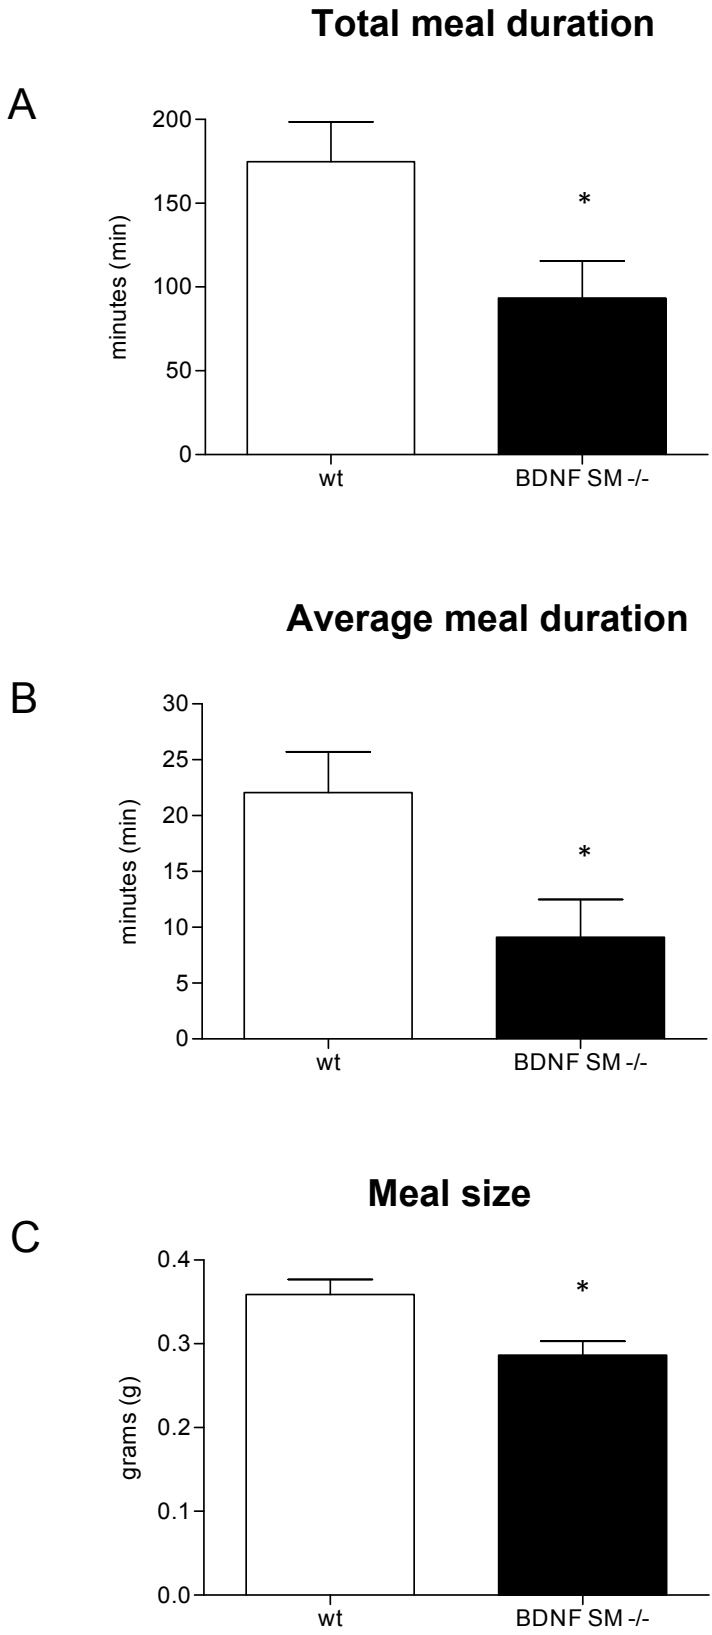 Total meal duration
A
200
150
100
50
0
minutes (min)
*
wt
BDNF SM -/-
Average meal duration
B
30
25
20
15
10
5
0
minutes (min)
*
wt
BDNF SM -/-
Meal size
C
0.4
0.3
0.2
0.1
0.0
grams (g)
*
wt
BDNF SM -/-